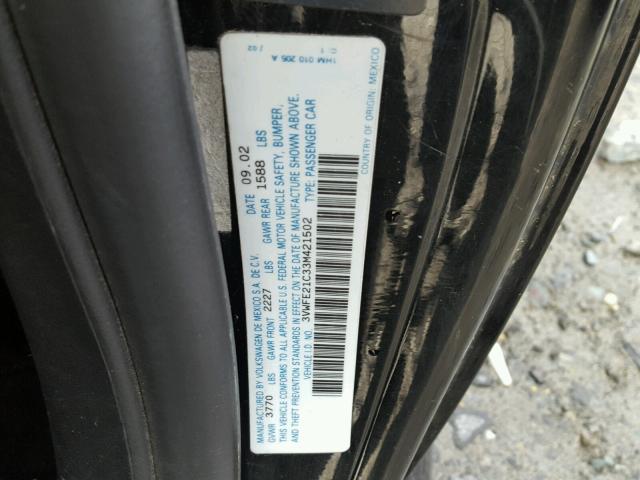 MANUFACTURED BY VOLKSWAGEN DE MEXICO S.A. DE C.V. DATE 09.02
GVWR 3770 LBS GAWR FRONT 2227 LBS GAWR REAR 1588 LBS
THIS VEHICLE CONFORMS TO ALL APPLICABLE U.S. FEDERAL MOTOR VEHICLE SAFETY, BUMPER,
AND THEFT PREVENTION STANDARDS IN EFFECT ON THE DATE OF MANUFACTURE SHOWN ABOVE.
VEHICLE I.D. NO.: 3VWFE21C33M421502 TYPE: PASSENGER CAR
COUNTRY OF ORIGIN: MEXICO
1HM 010 205 A
/ 02